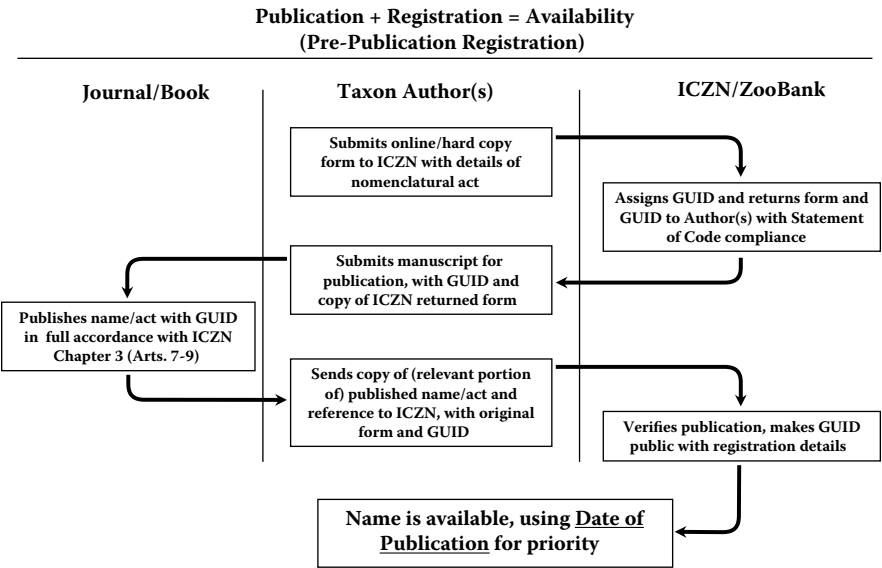 Publication + Registration = Availability
(Pre-Publication Registration)
Journal/Book
Taxon Author(s)
ICZN/ZooBank
Submits online/hard copy
form to ICZN with details of
nomenclatural act
Assigns GUID and returns form and
GUID to Author(s) with Statement
of Code compliance
Submits manuscript for
publication, with GUID and
copy of ICZN returned form
Publishes name/act with GUID
in full accordance with ICZN
Chapter 3 (Arts. 7-9)
Sends copy of (relevant portion
of) published name/act and
reference to ICZN, with original
form and GUID
Verifies publication, makes GUID
public with registration details
Name is available, using Date of
Publication for priority